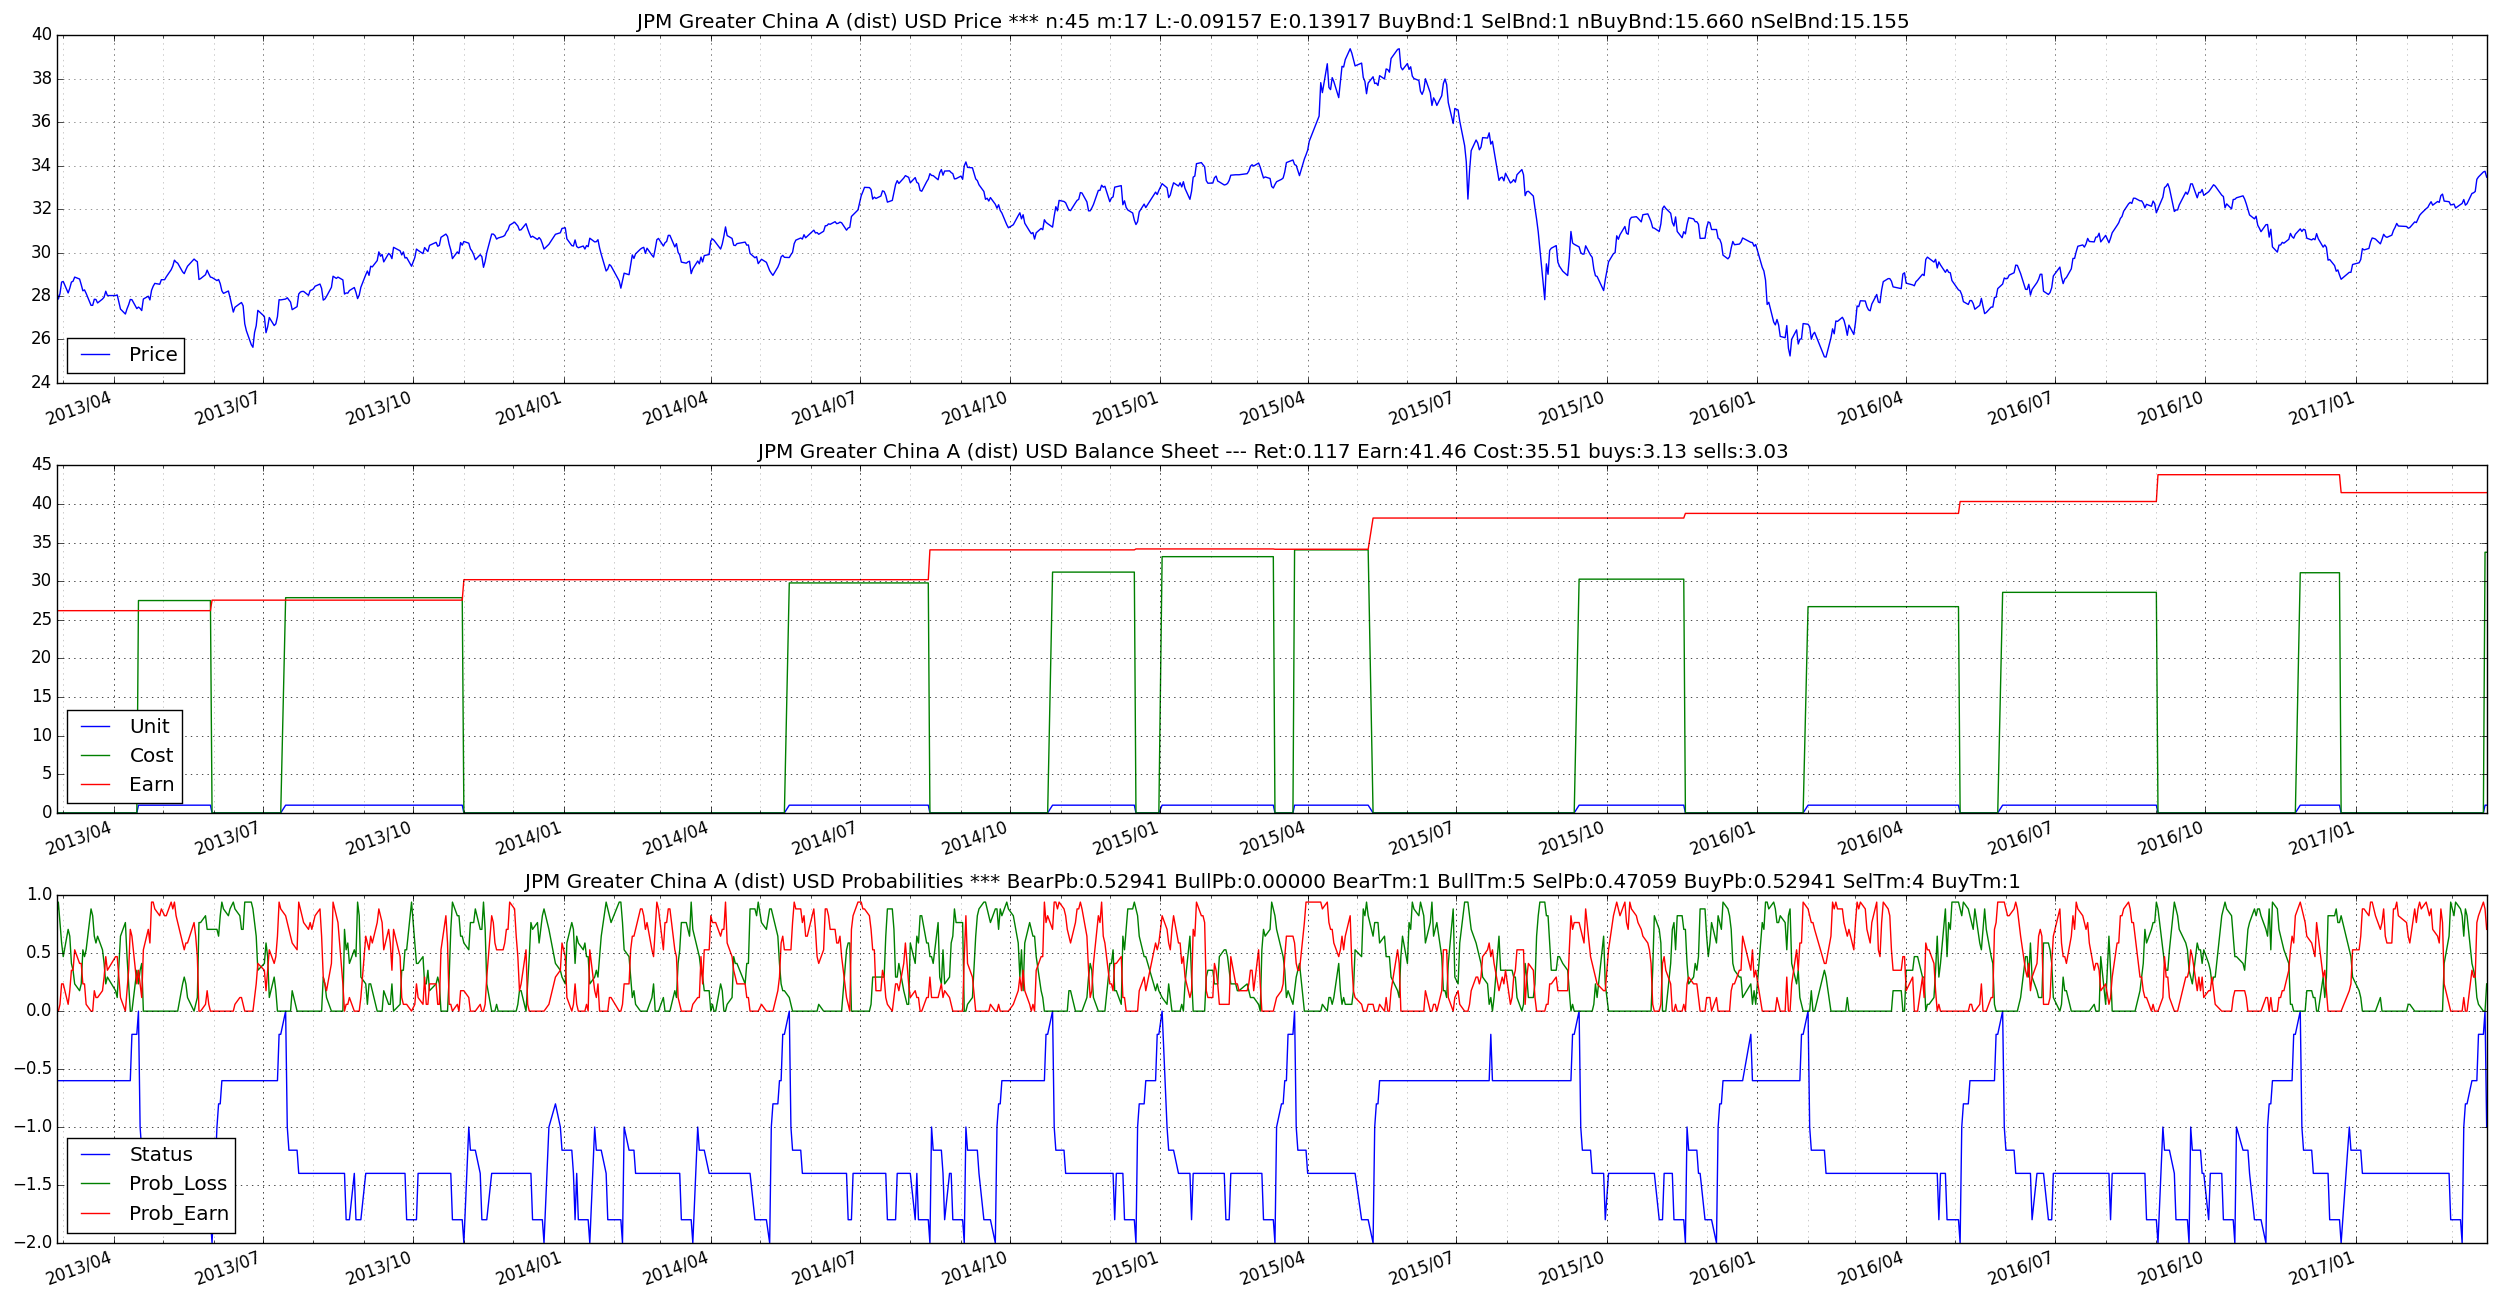 JPM Greater China A (dist) USD Price *** n:45 m:17 L:-0.09157 E:0.13917 BuyBnd:1 SelBnd:1 nBuyBnd:15.660 nSelBnd:15.155
40
38
36
34
32
30
28
26
24
Price
2013/04 2013/07 2013/10 2014/01 2014/04 2014/07 2014/10 2015/01 2015/04 2015/07 2015/10 2016/01 2016/04 2016/07 2016/10 2017/01
JPM Greater China A (dist) USD Balance Sheet --- Ret:0.117 Earn:41.46 Cost:35.51 buys:3.13 sells:3.03
45
40
35
30
25
20
15
10
5
0
Unit
Cost
Earn
2013/04 2013/07 2013/10 2014/01 2014/04 2014/07 2014/10 2015/01 2015/04 2015/07 2015/10 2016/01 2016/04 2016/07 2016/10 2017/01
JPM Greater China A (dist) USD Probabilities *** BearPb:0.52941 BullPb:0.00000 BearTm:1 BullTm:5 SelPb:0.47059 BuyPb:0.52941 SelTm:4 BuyTm:1
1.0
0.5
0.0
−0.5
−1.0
−1.5
−2.0
Status
Prob_Loss
Prob_Earn
2013/04 2013/07 2013/10 2014/01 2014/04 2014/07 2014/10 2015/01 2015/04 2015/07 2015/10 2016/01 2016/04 2016/07 2016/10 2017/01